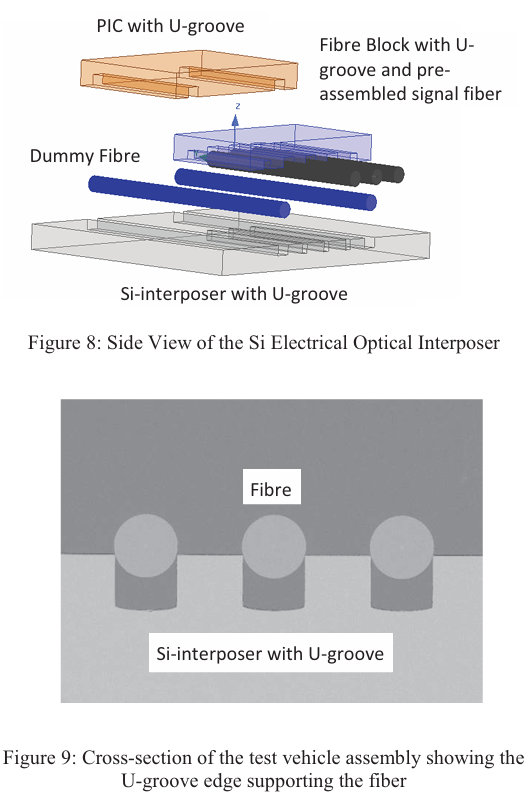 PIC with U-groove
Fibre Block with U-
groove and pre-
assembled signal fiber
z
Dummy Fibre
Si-interposer with U-groove
Figure 8: Side View of the Si Electrical Optical Interposer
Fibre
Si-interposer with U-groove
Figure 9: Cross-section of the test vehicle assembly showing the
U-groove edge supporting the fiber